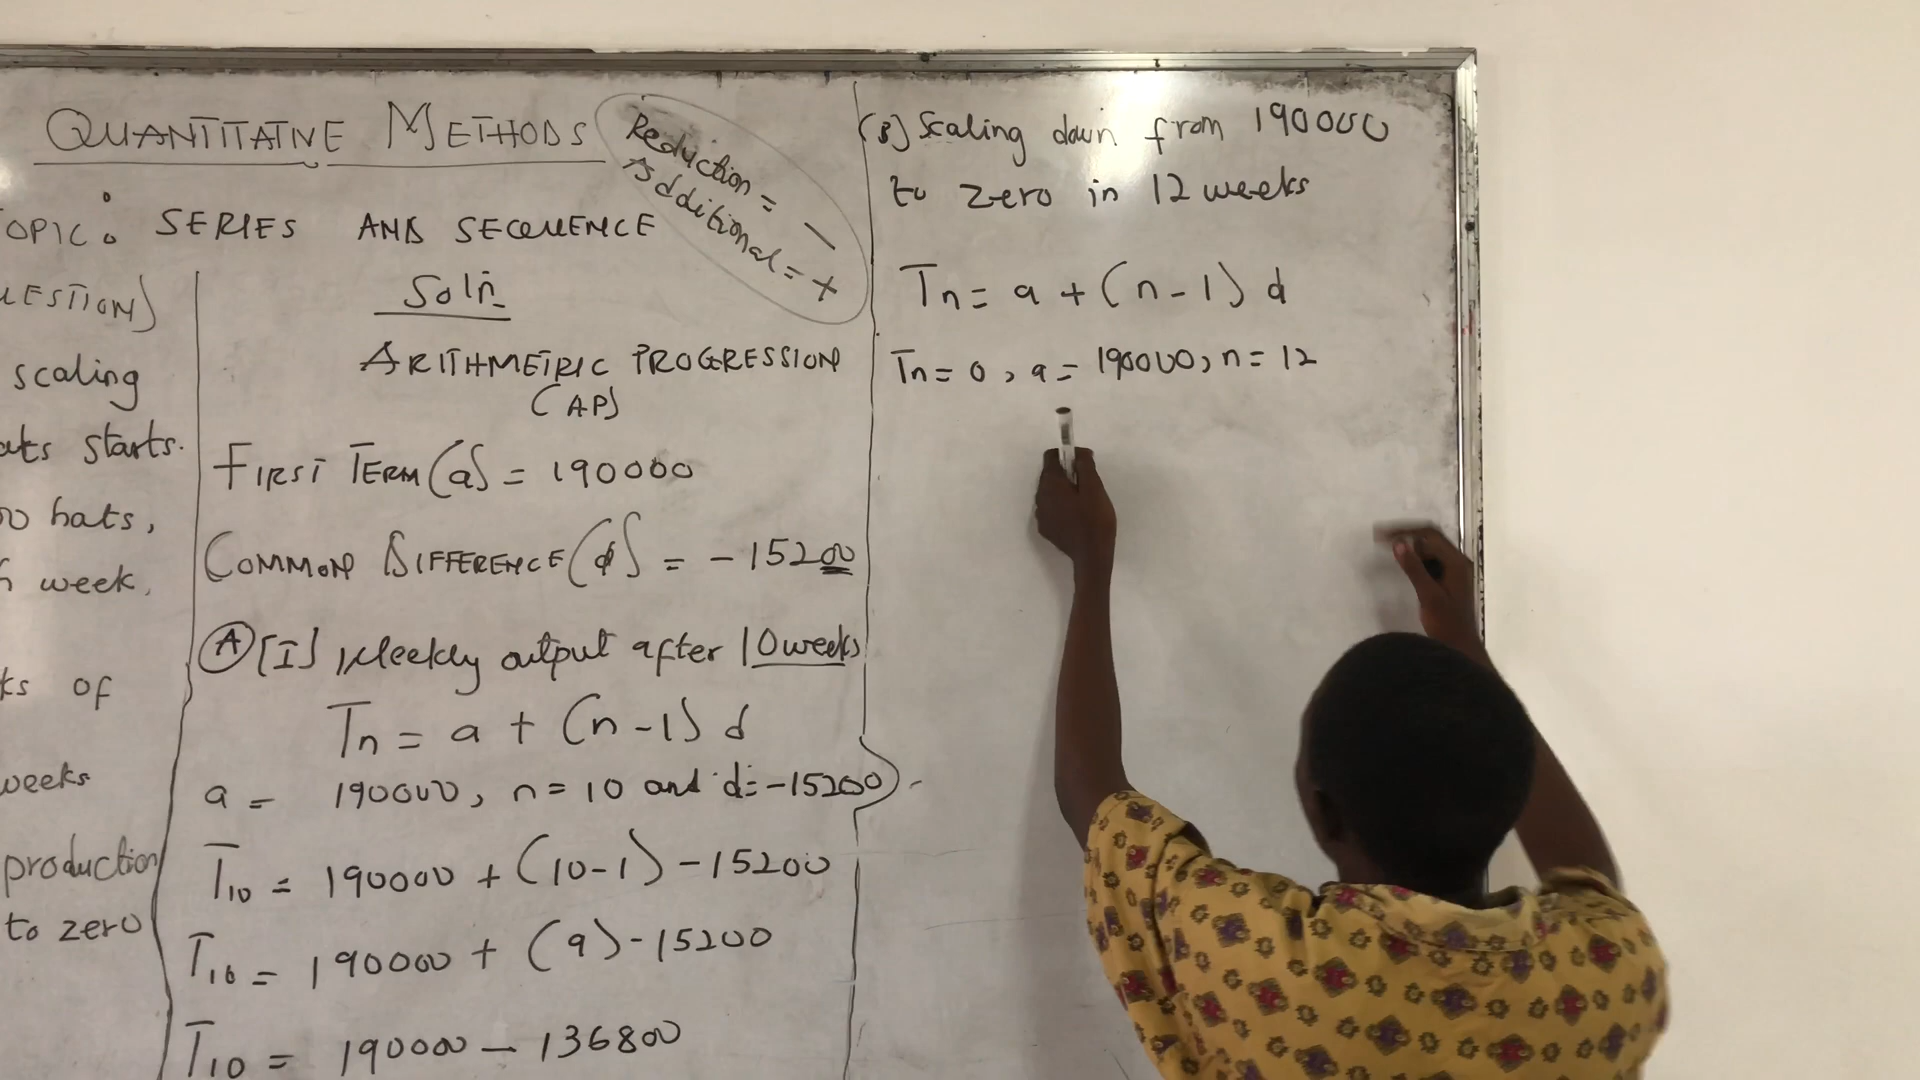 QUANTITATIVE METHODS
Reduction = -
Additional = +
OPIC: SERIES AND SEQUENCE
UESTION)
scaling
ats starts.
00 hats,
week,
ks of
weeks
production
to zero
Soln
ARITHMETRIC PROGRESSION
(AP)
FIRST TERM (a) = 190000
COMMON DIFFERENCE (d) = -15200
(A) [I] Weekly output after 10 weeks
Tn = a + (n-1) d
a = 190000, n = 10 and d = -15200
T10 = 190000 + (10-1) -15200
T10 = 190000 + (9) -15200
T10 = 190000 - 136800
(B) Scaling down from 190000
to zero in 12 weeks
Tn = a + (n-1) d
Tn = 0, a = 190000, n = 12